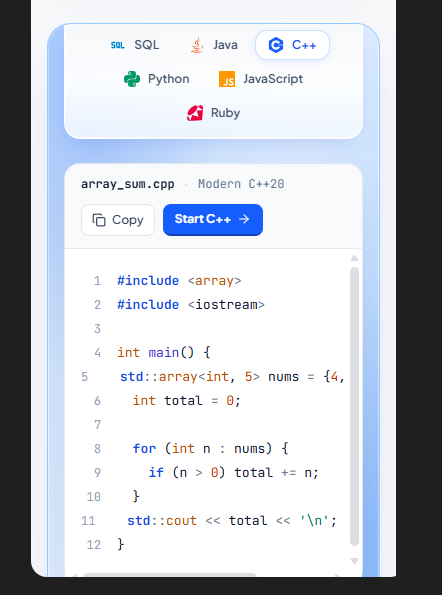 SQL SQL
Java
C++
Python
JS JavaScript
Ruby
array_sum.cpp · Modern C++20
Copy
Start C++ →
1 #include <array>
2 #include <iostream>
3
4 int main() {
5 std::array<int, 5> nums = {4,
6 int total = 0;
7
8 for (int n : nums) {
9 if (n > 0) total += n;
10 }
11 std::cout << total << '\n';
12 }